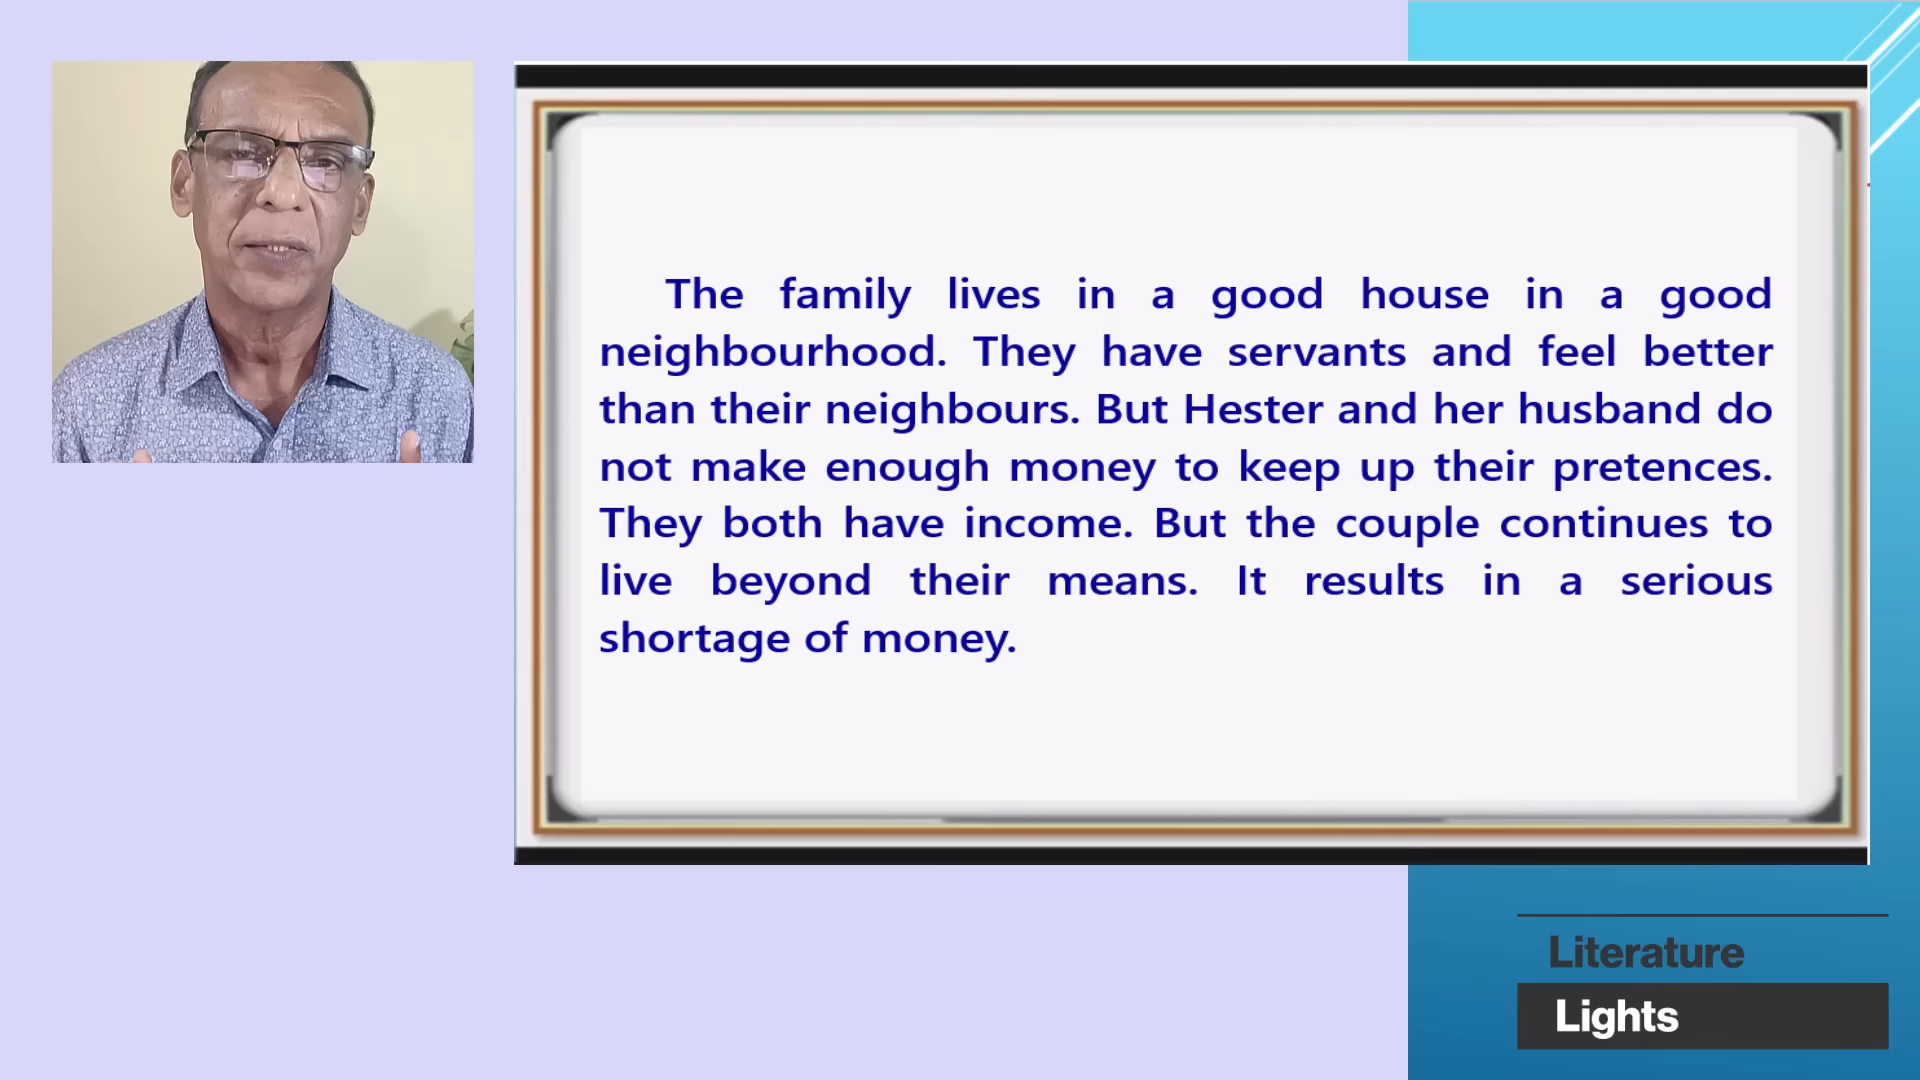 The family lives in a good house in a good
neighbourhood. They have servants and feel better
than their neighbours. But Hester and her husband do
not make enough money to keep up their pretences.
They both have income. But the couple continues to
live beyond their means. It results in a serious
shortage of money.
Literature
Lights